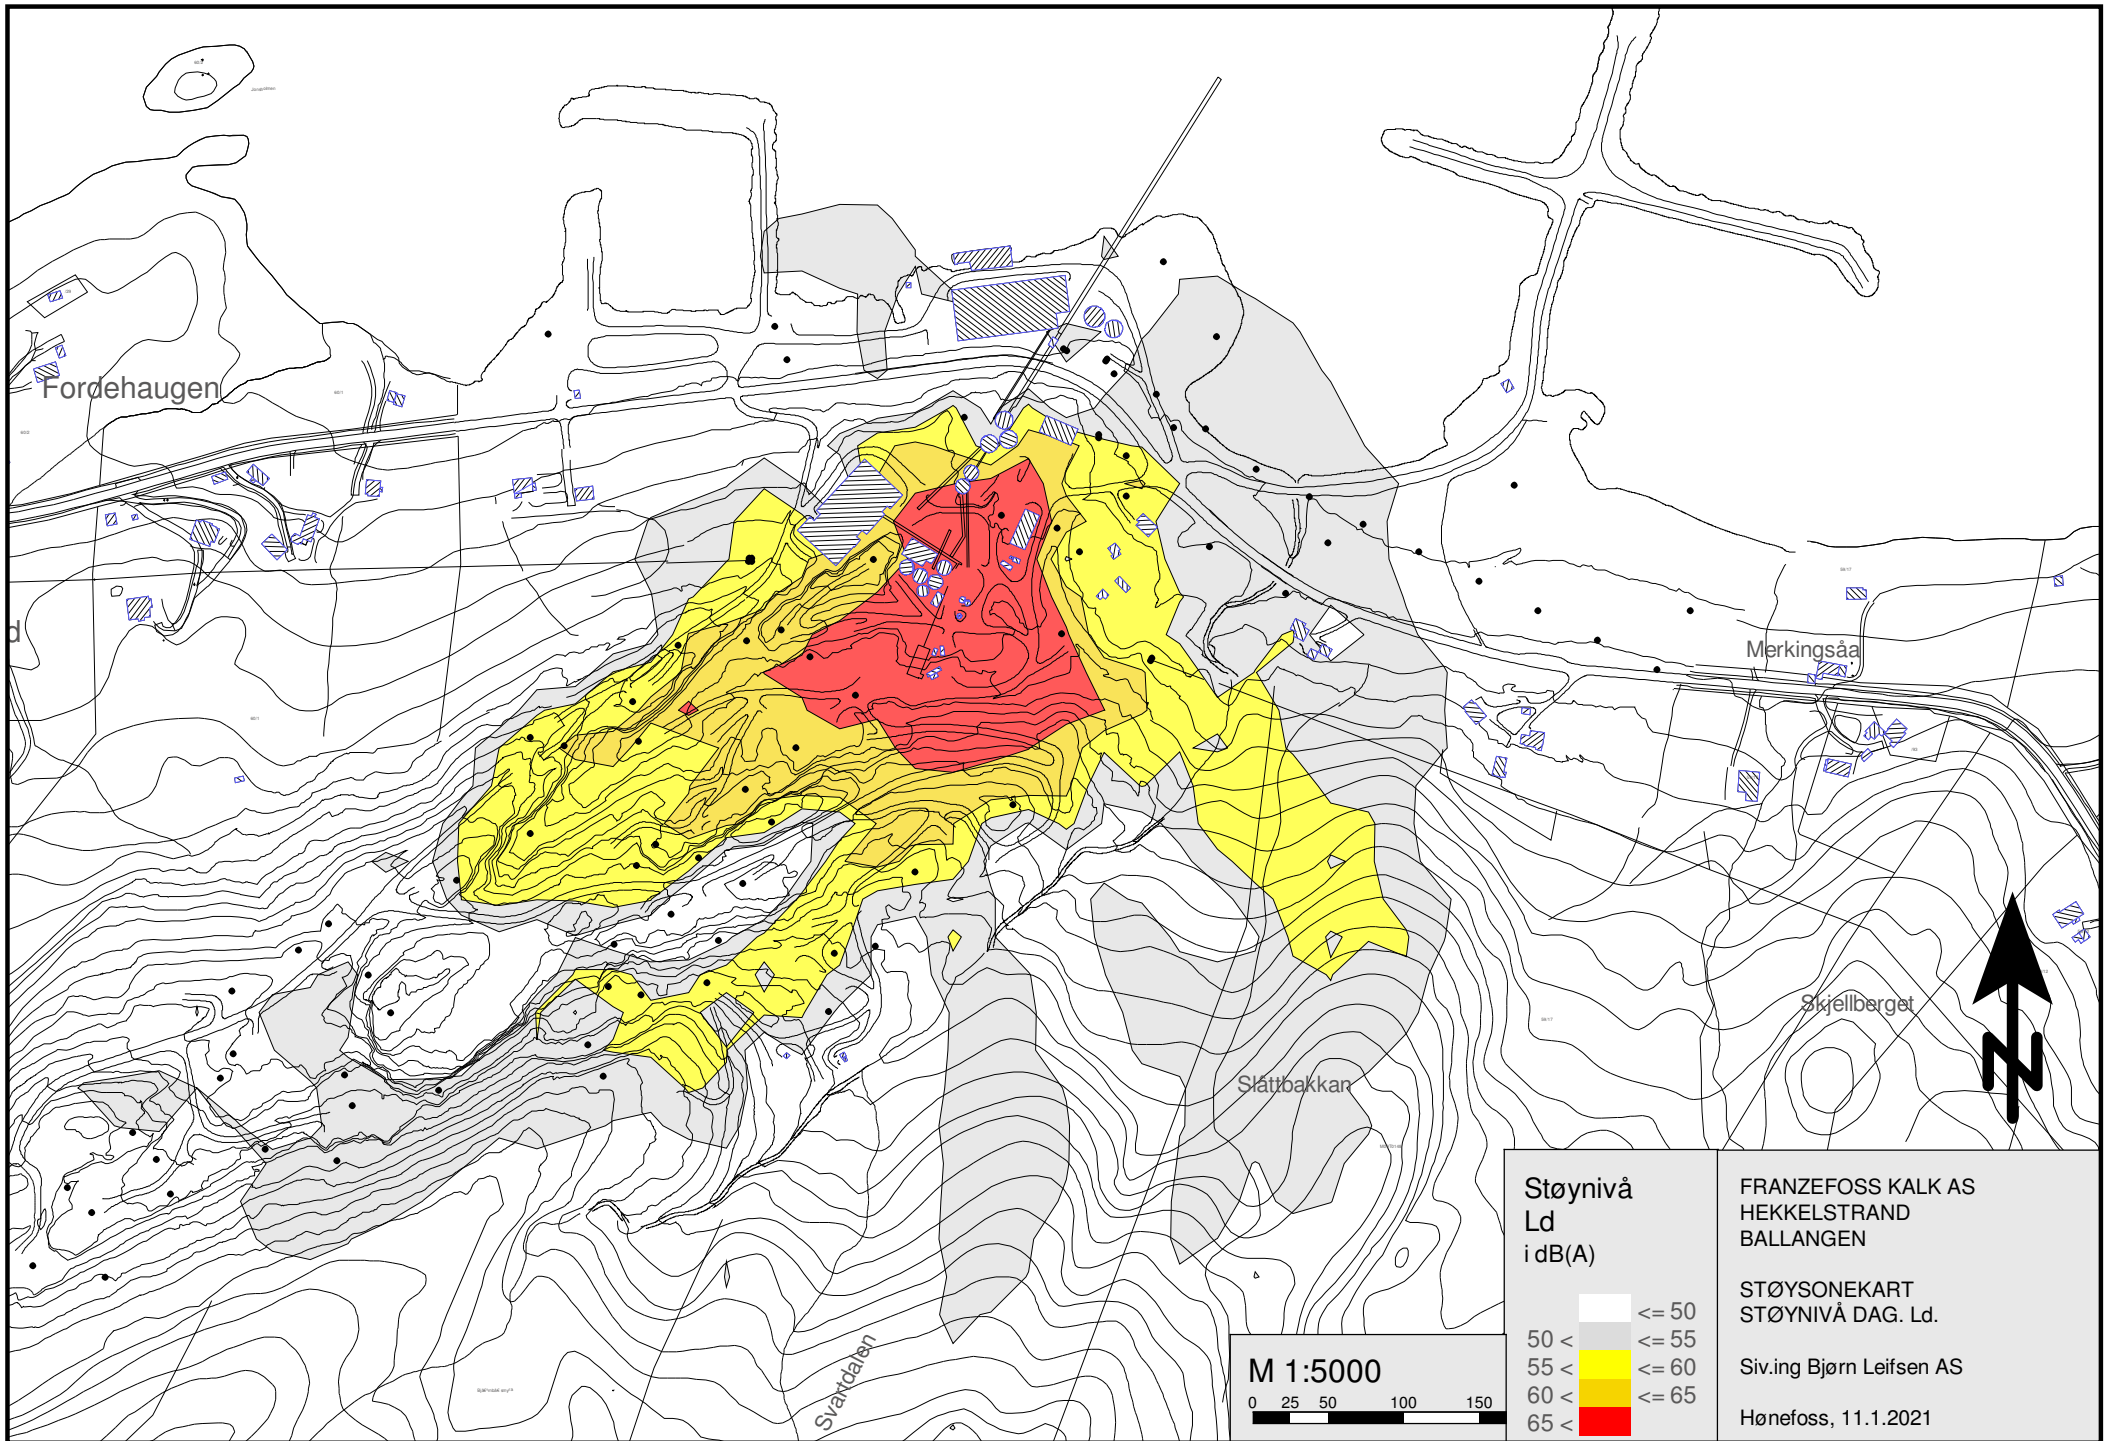 Fordehaugen
d
Merkingsåa
Skjellberget
Slåttbakkan
Svartdalen
Støynivå
Ld
i dB(A)
<= 50
50 < <= 55
55 < <= 60
60 < <= 65
65 <
FRANZEFOSS KALK AS
HEKKELSTRAND
BALLANGEN
STØYSONEKART
STØYNIVÅ DAG. Ld.
Siv.ing Bjørn Leifsen AS
Hønefoss, 11.1.2021
M 1:5000
0 25 50 100 150
N